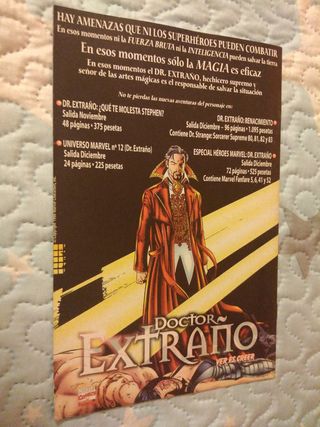 HAY AMENAZAS QUE NI LOS SUPERHÉROES PUEDEN COMBATIR
En esos momentos ni la FUERZA BRUTA ni la INTELIGENCIA pueden salvar la tierra
En esos momentos sólo la MAGIA es eficaz
En esos momentos el DR. EXTRAÑO, hechicero supremo y
señor de las artes mágicas es el responsable de salvar la situación
No te pierdas las nuevas aventuras del personaje en:
• DR. EXTRAÑO: ¿QUÉ TE MOLESTA STEPHEN?
Salida Noviembre
48 páginas • 375 pesetas
• UNIVERSO MARVEL nº 12 (Dr. Extraño)
Salida Diciembre
24 páginas • 225 pesetas
DR. EXTRAÑO: RENACIMIENTO •
Salida Diciembre - 96 páginas • 1.095 pesetas
Contiene Dr. Strange: Sorcerer Supreme 80, 81, 82 y 83
ESPECIAL HÉROES MARVEL: DR. EXTRAÑO •
Salida Diciembre
72 páginas • 525 pesetas
Contiene Marvel Fanfare 5, 6, 41 y 52
DOCTOR
EXTRAÑO
VER ES CREER